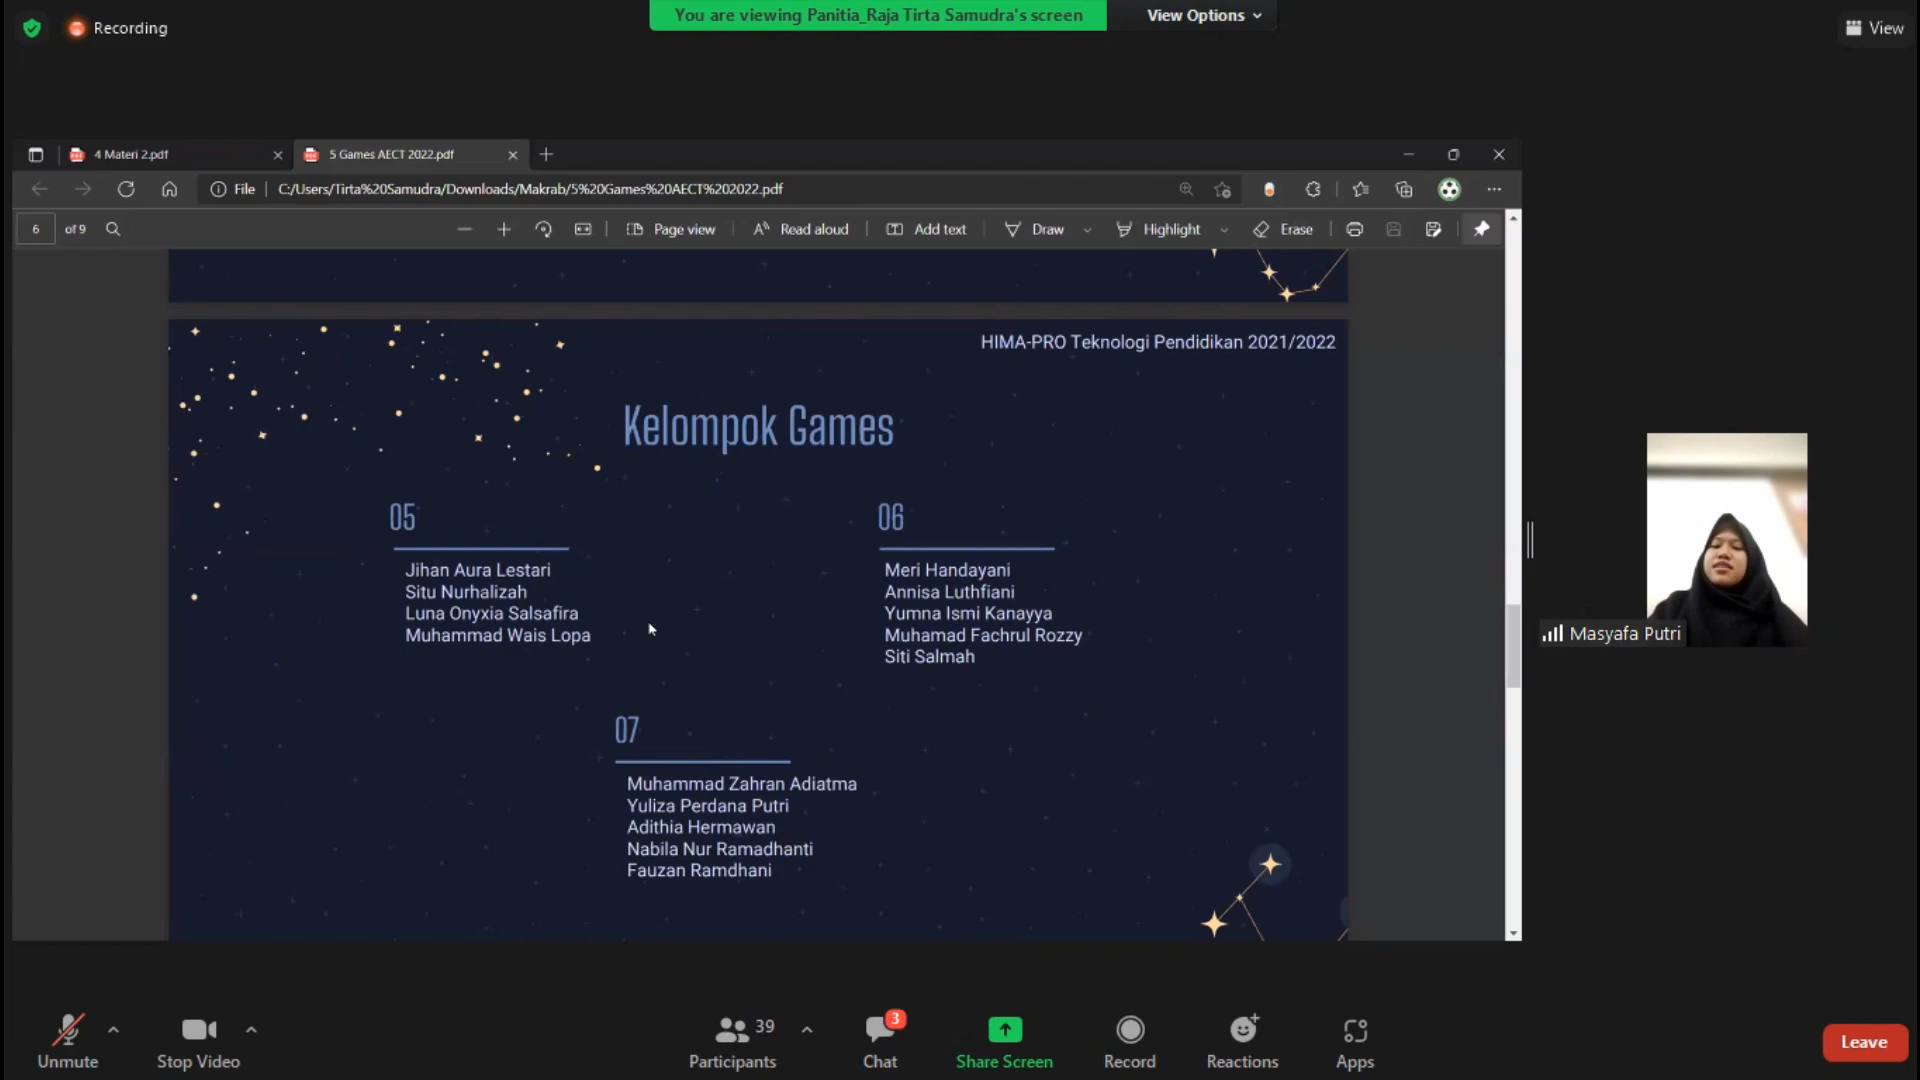 Recording
You are viewing Panitia_Raja Tirta Samudra's screen
View Options
View
4 Materi 2.pdf
5 Games AECT 2022.pdf
File
C:/Users/Tirta%20Samudra/Downloads/Makrab/5%20Games%20AECT%202022.pdf
6 of 9
Page view
Read aloud
Add text
Draw
Highlight
Erase
HIMA-PRO Teknologi Pendidikan 2021/2022
Kelompok Games
05
Jihan Aura Lestari
Situ Nurhalizah
Luna Onyxia Salsafira
Muhammad Wais Lopa
06
Meri Handayani
Annisa Luthfiani
Yumna Ismi Kanayya
Muhamad Fachrul Rozzy
Siti Salmah
07
Muhammad Zahran Adiatma
Yuliza Perdana Putri
Adithia Hermawan
Nabila Nur Ramadhanti
Fauzan Ramdhani
Masyafa Putri
Unmute
Stop Video
39
Participants
3
Chat
Share Screen
Record
Reactions
Apps
Leave